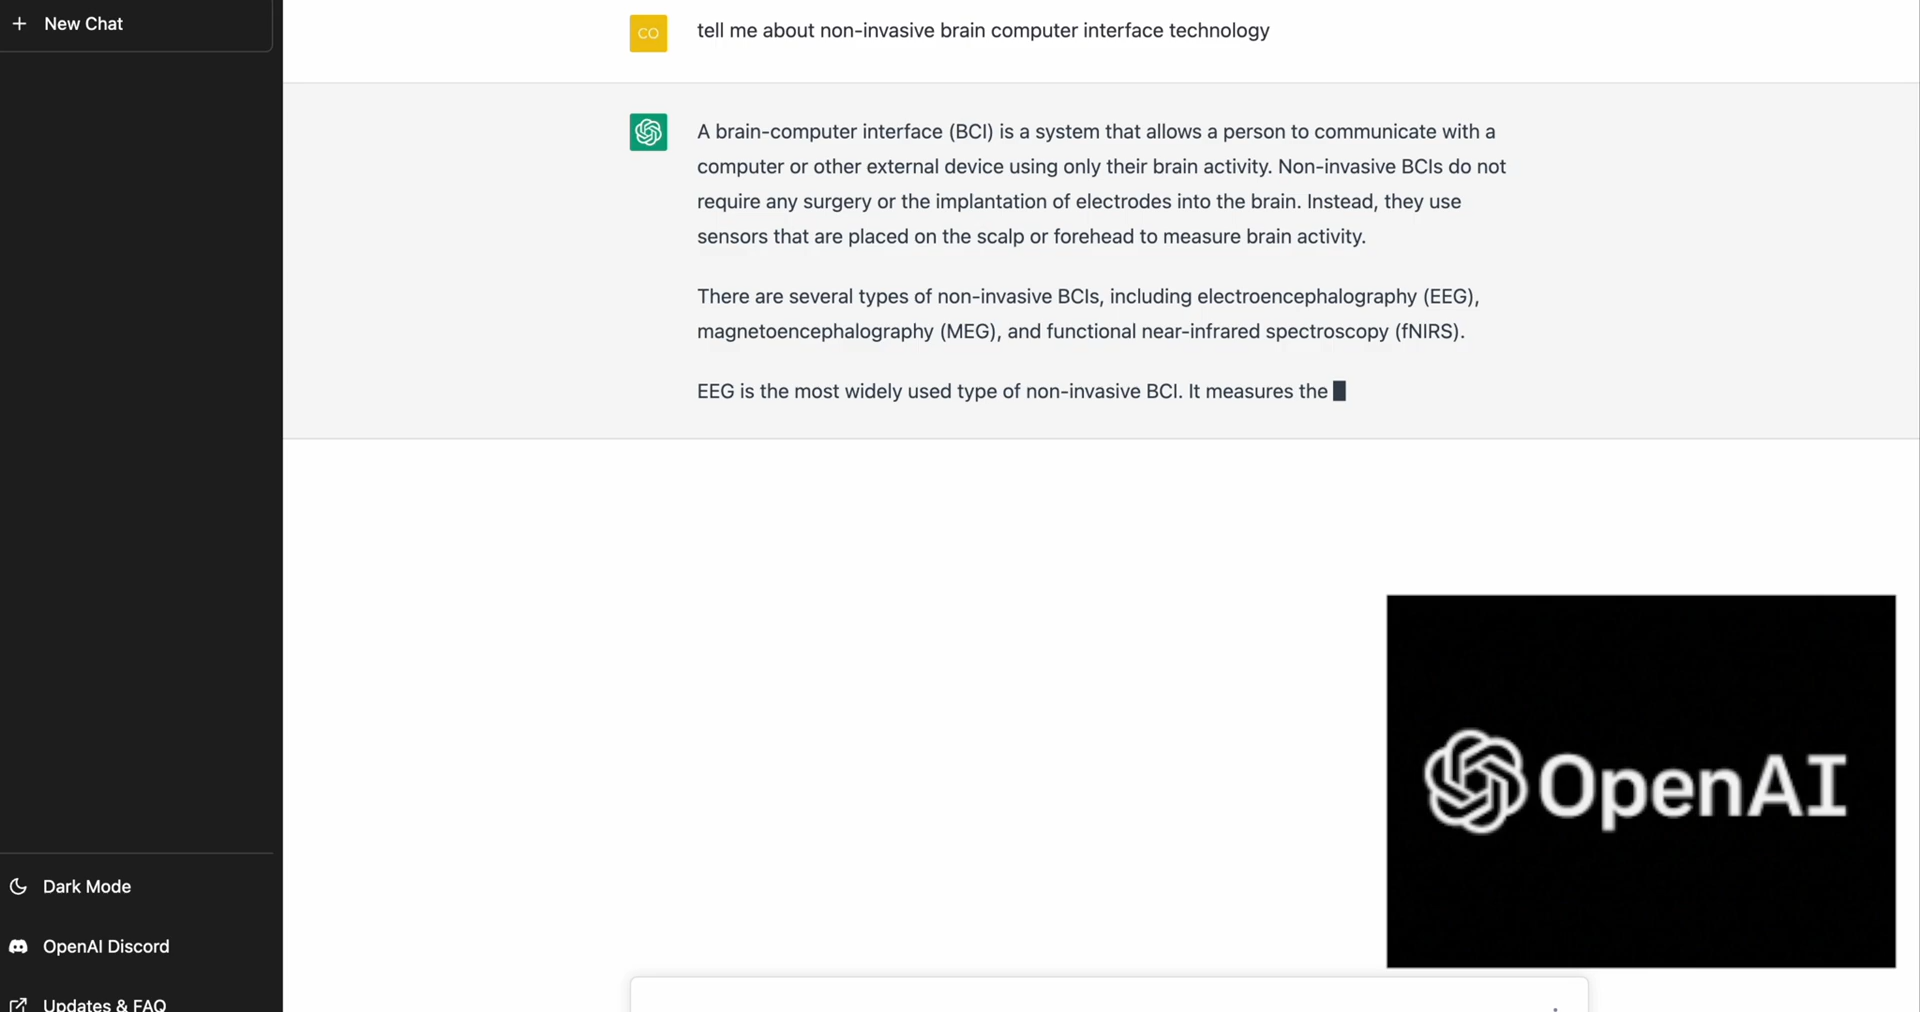 New Chat
CO
tell me about non-invasive brain computer interface technology
A brain-computer interface (BCI) is a system that allows a person to communicate with a
computer or other external device using only their brain activity. Non-invasive BCIs do not
require any surgery or the implantation of electrodes into the brain. Instead, they use
sensors that are placed on the scalp or forehead to measure brain activity.
There are several types of non-invasive BCIs, including electroencephalography (EEG),
magnetoencephalography (MEG), and functional near-infrared spectroscopy (fNIRS).
EEG is the most widely used type of non-invasive BCI. It measures the
OpenAI
Dark Mode
OpenAI Discord
Updates & FAQ